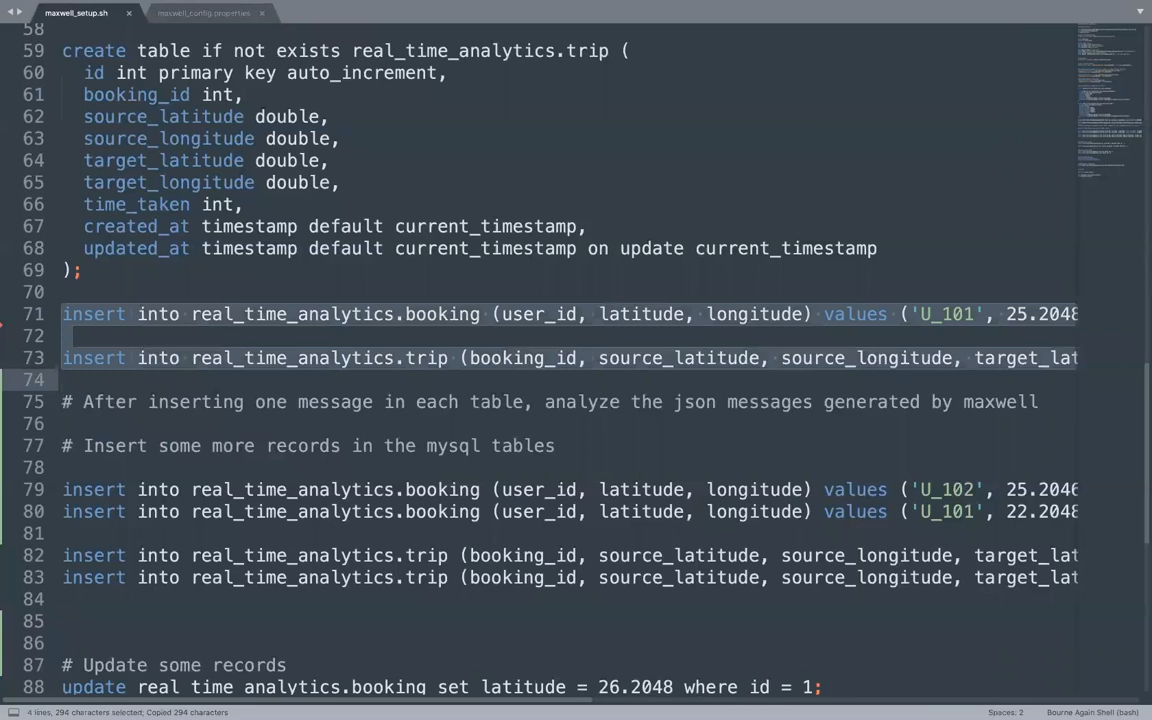 maxwell_setup.sh × maxwell_config.properties ×
58
59 create table if not exists real_time_analytics.trip (
60 id int primary key auto_increment,
61 booking_id int,
62 source_latitude double,
63 source_longitude double,
64 target_latitude double,
65 target_longitude double,
66 time_taken int,
67 created_at timestamp default current_timestamp,
68 updated_at timestamp default current_timestamp on update current_timestamp
69 );
70
71 insert into real_time_analytics.booking (user_id, latitude, longitude) values ('U_101', 25.2048
72
73 insert into real_time_analytics.trip (booking_id, source_latitude, source_longitude, target_lat
74
75 # After inserting one message in each table, analyze the json messages generated by maxwell
76
77 # Insert some more records in the mysql tables
78
79 insert into real_time_analytics.booking (user_id, latitude, longitude) values ('U_102', 25.2046
80 insert into real_time_analytics.booking (user_id, latitude, longitude) values ('U_101', 22.2048
81
82 insert into real_time_analytics.trip (booking_id, source_latitude, source_longitude, target_lat
83 insert into real_time_analytics.trip (booking_id, source_latitude, source_longitude, target_lat
84
85
86
87 # Update some records
88 update real_time_analytics.booking set latitude = 26.2048 where id = 1;
4 lines, 294 characters selected; Copied 294 characters Spaces: 2 Bourne Again Shell (bash)